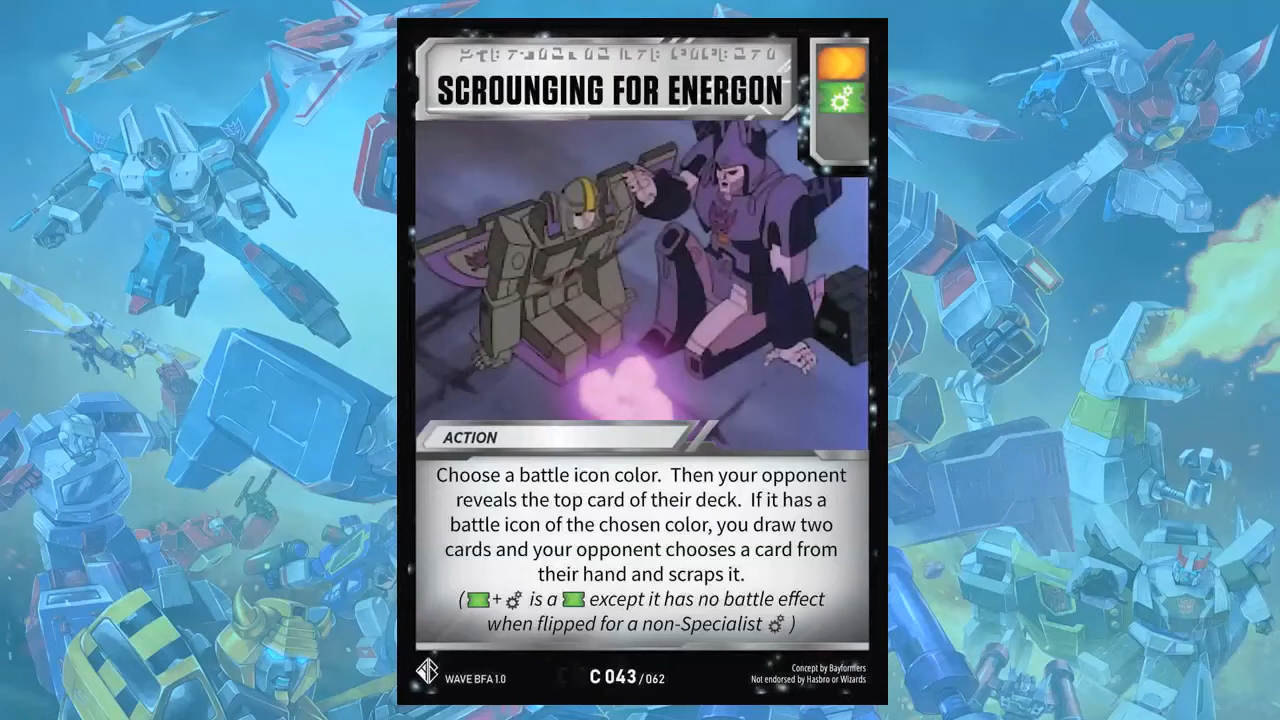 SCROUNGING FOR ENERGON
ACTION
Choose a battle icon color. Then your opponent
reveals the top card of their deck. If it has a
battle icon of the chosen color, you draw two
cards and your opponent chooses a card from
their hand and scraps it.
( + is a except it has no battle effect
when flipped for a non-Specialist )
WAVE BFA 1.0
C 043/062
Concept by Bayformers
Not endorsed by Hasbro or Wizards